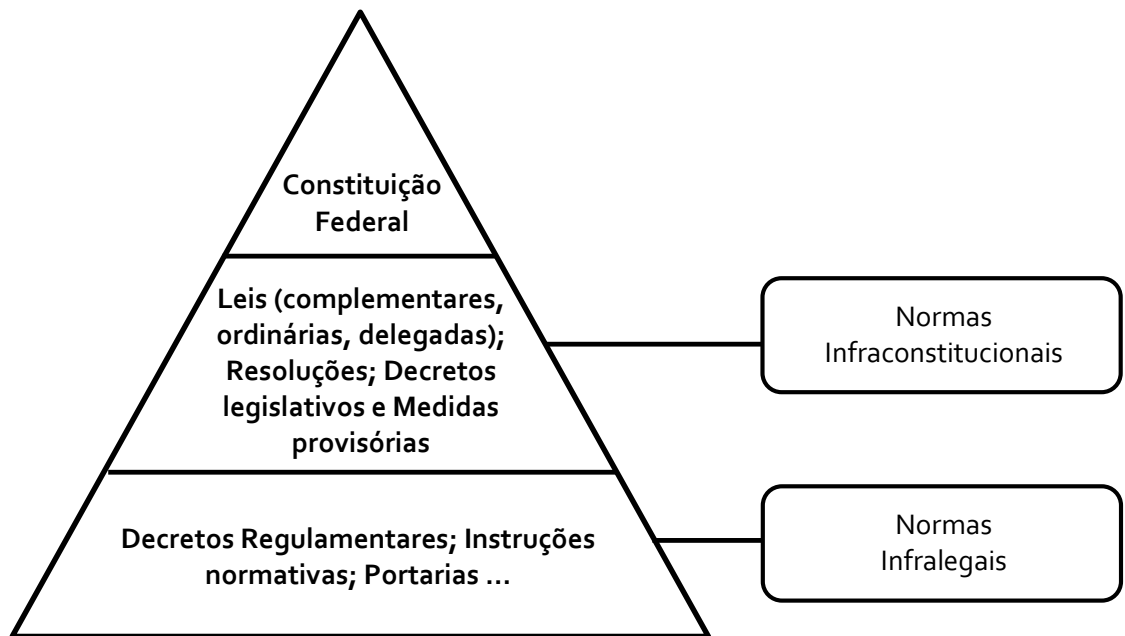 Constituição
Federal
Leis (complementares,
ordinárias, delegadas);
Resoluções; Decretos
legislativos e Medidas
provisórias
Normas
Infraconstitucionais
Decretos Regulamentares; Instruções
normativas; Portarias ...
Normas
Infralegais